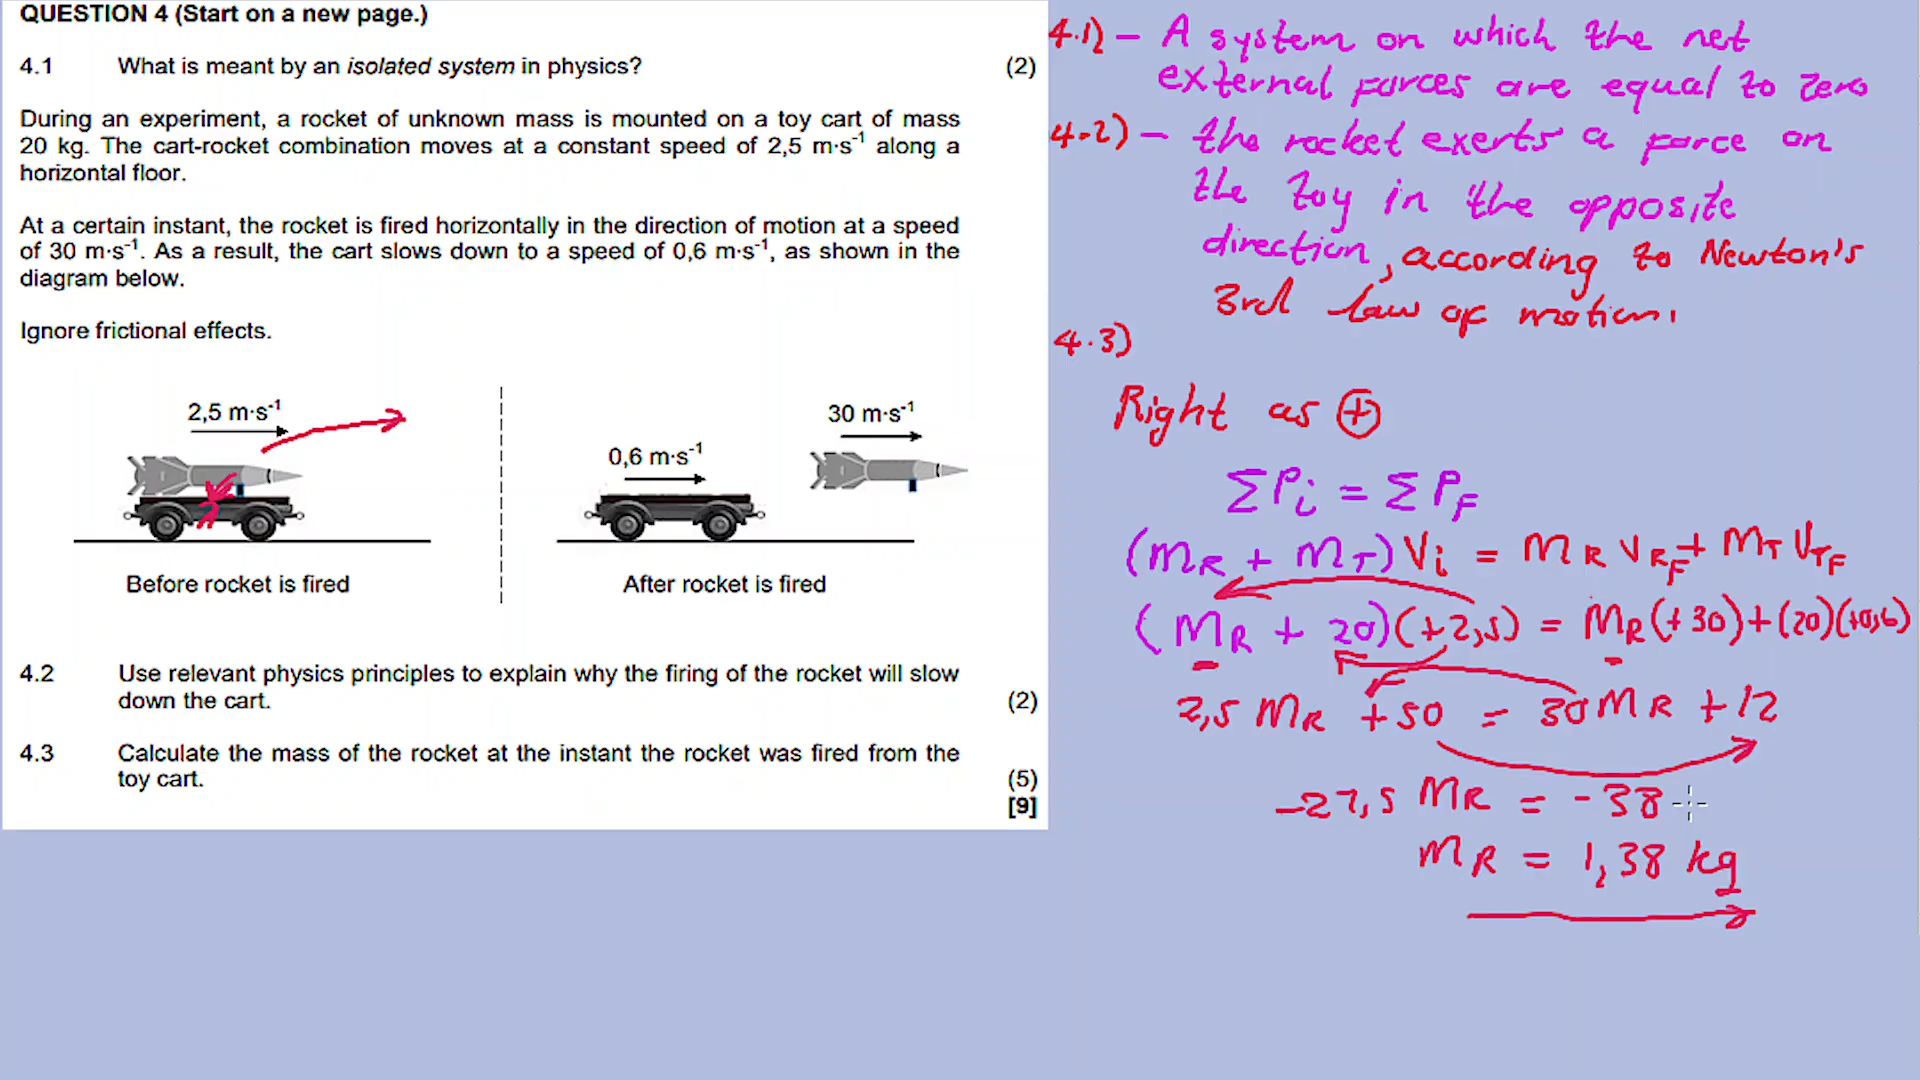 QUESTION 4 (Start on a new page.)
4.1 What is meant by an isolated system in physics? (2)
During an experiment, a rocket of unknown mass is mounted on a toy cart of mass
20 kg. The cart-rocket combination moves at a constant speed of 2,5 m·s⁻¹ along a
horizontal floor.
At a certain instant, the rocket is fired horizontally in the direction of motion at a speed
of 30 m·s⁻¹. As a result, the cart slows down to a speed of 0,6 m·s⁻¹, as shown in the
diagram below.
Ignore frictional effects.
2,5 m·s⁻¹
0,6 m·s⁻¹
30 m·s⁻¹
Before rocket is fired
After rocket is fired
4.2 Use relevant physics principles to explain why the firing of the rocket will slow
down the cart. (2)
4.3 Calculate the mass of the rocket at the instant the rocket was fired from the
toy cart. (5)
[9]
4.1) – A system on which the net
external forces are equal to zero
4.2) – the rocket exerts a force on
the toy in the opposite
direction, according to Newton's
3rd law of motion.
4.3)
Right as ⊕
ΣPi = ΣPF
(MR + MT)Vi = MRVRF + MTVTF
(MR + 20)(+2,5) = MR(+30)+(20)(+0,6)
2,5 MR +50 = 30MR +12
-27,5 MR = -38
MR = 1,38 kg